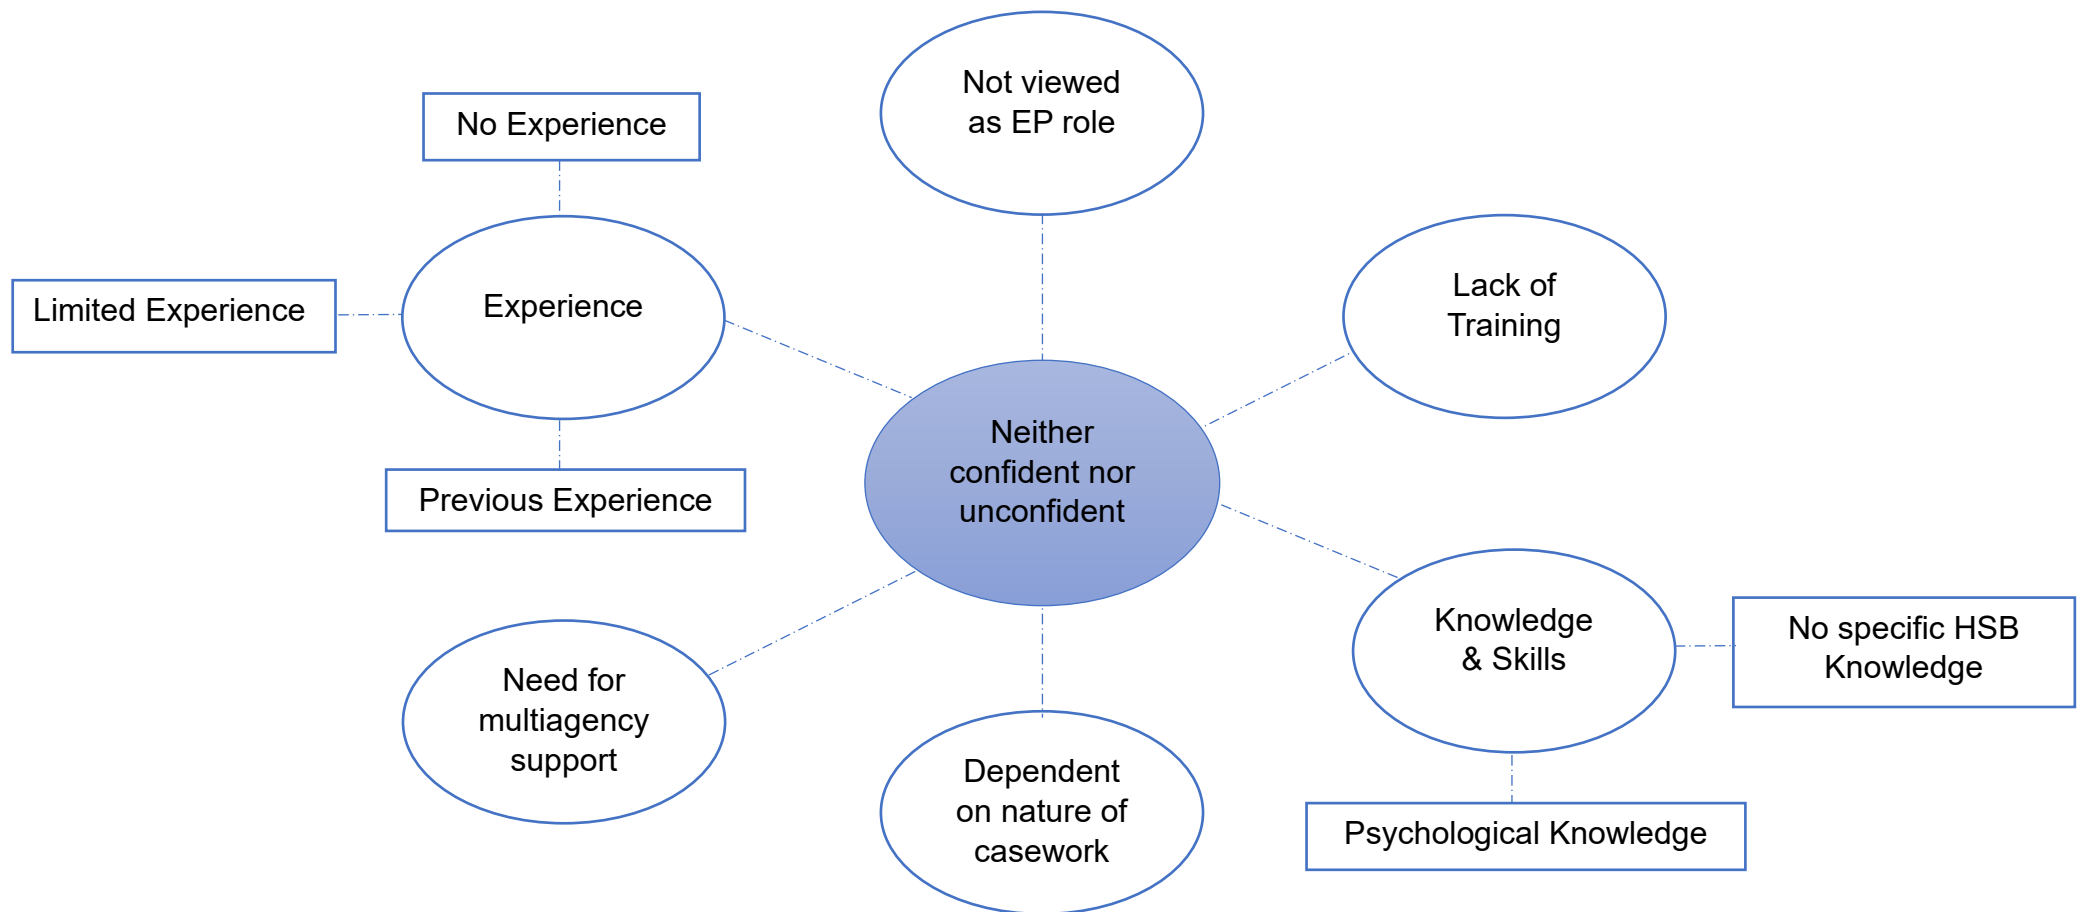 Not viewed
as EP role
No Experience
Experience
Limited Experience
Previous Experience
Lack of
Training
Neither
confident nor
unconfident
Knowledge
& Skills
No specific HSB
Knowledge
Psychological Knowledge
Need for
multiagency
support
Dependent
on nature of
casework